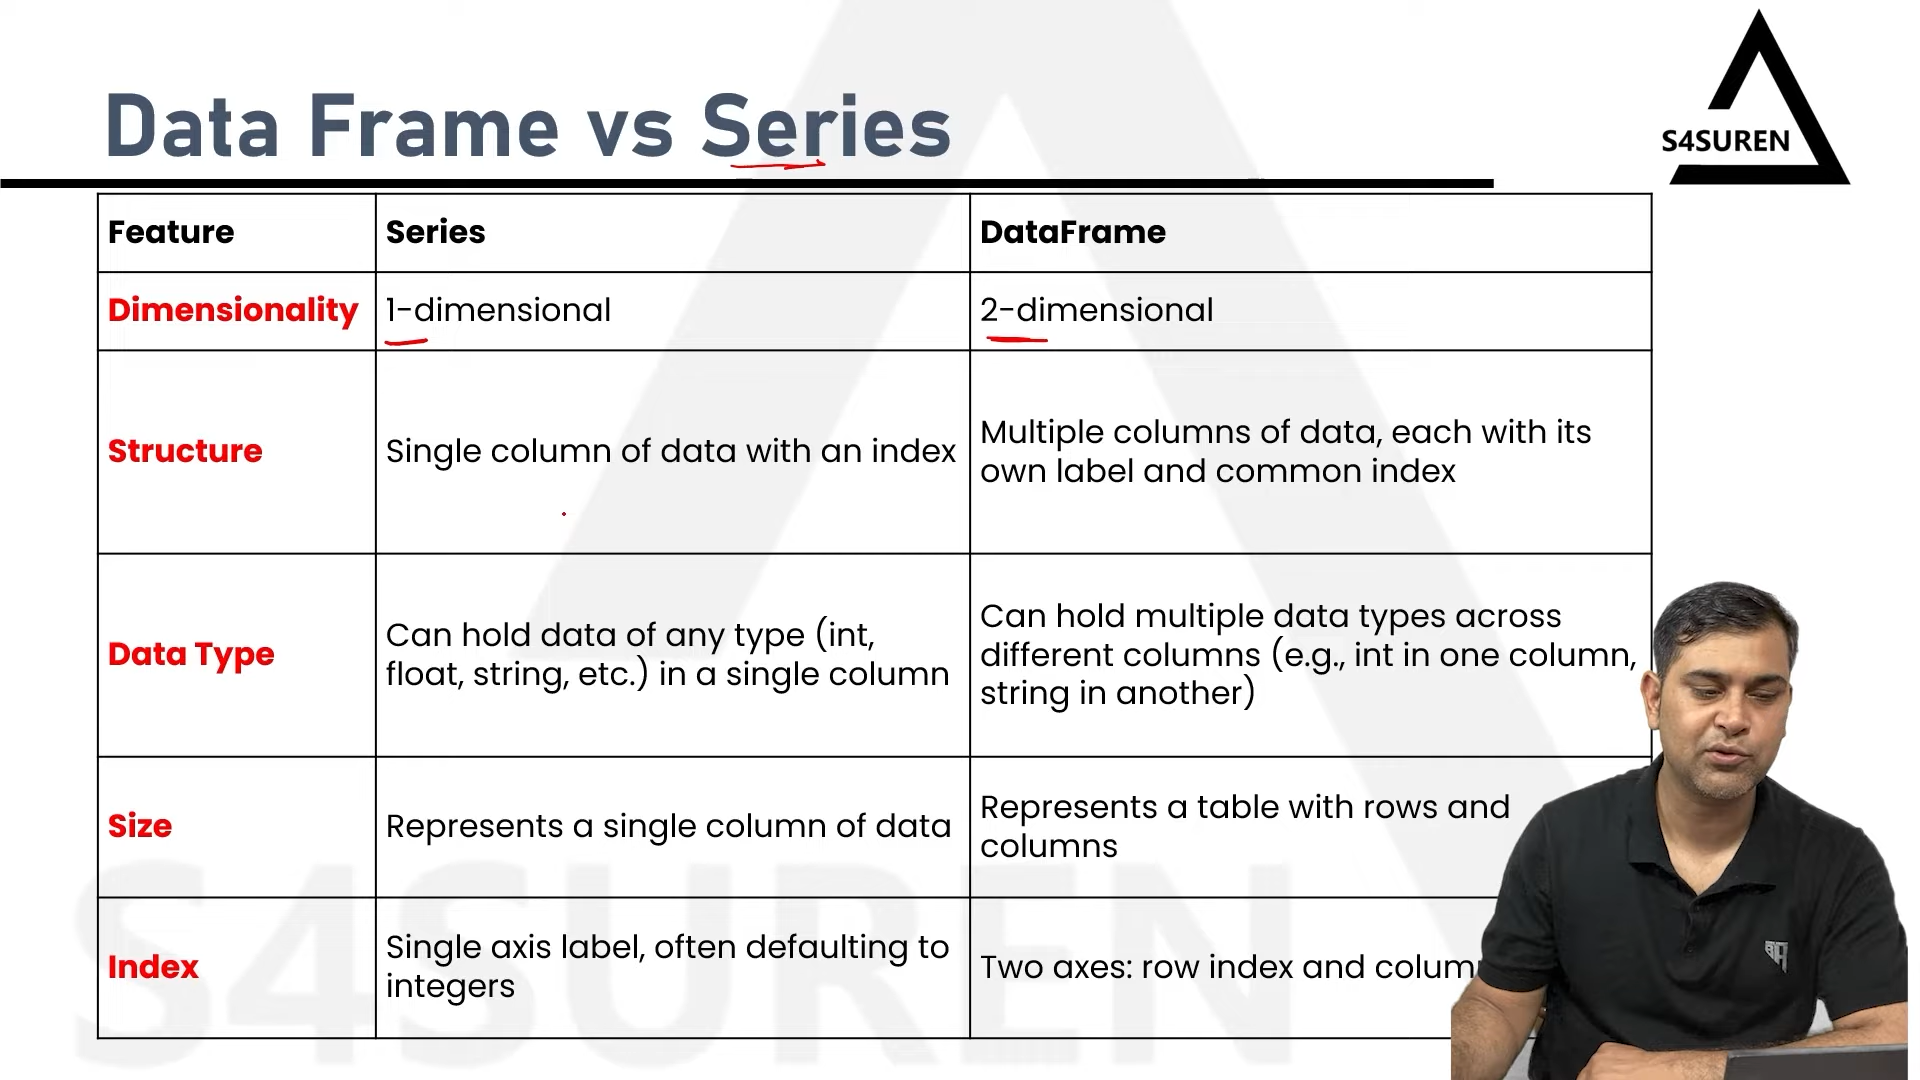 Data Frame vs Series
S4SUREN
Feature
Series
DataFrame
Dimensionality
1-dimensional
2-dimensional
Structure
Single column of data with an index
Multiple columns of data, each with its
own label and common index
Data Type
Can hold data of any type (int,
float, string, etc.) in a single column
Can hold multiple data types across
different columns (e.g., int in one column,
string in another)
Size
Represents a single column of data
Represents a table with rows and
columns
Index
Single axis label, often defaulting to
integers
Two axes: row index and
S4SUREN